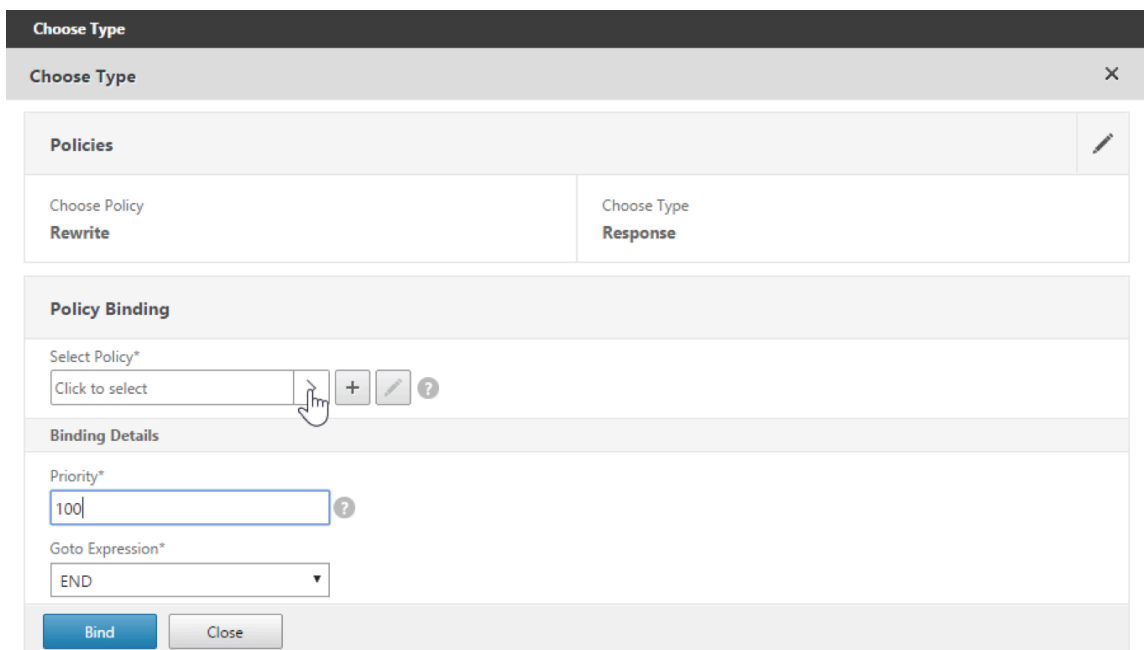 Choose Type
Choose Type
Policies
Choose Policy
Choose Type
Rewrite
Response
Policy Binding
Select Policy*
Click to select
Binding Details
Priority*
100
Goto Expression*
END
Bind
Close